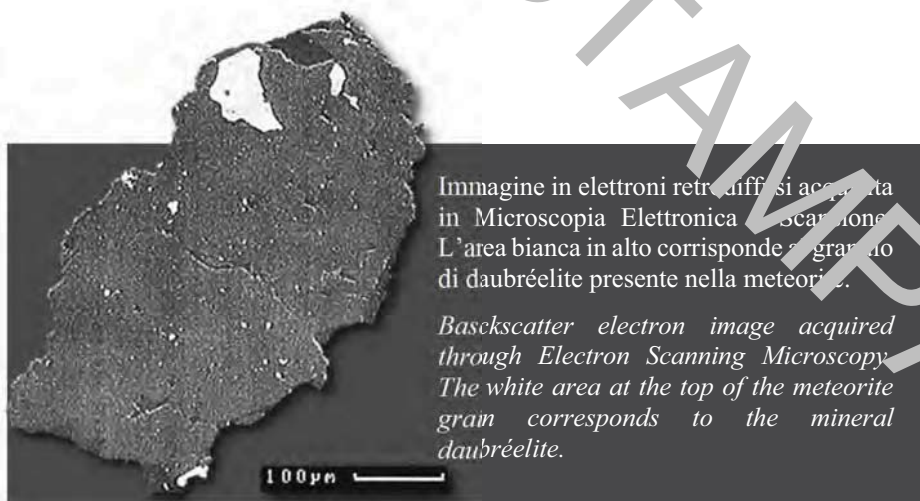 Immagine in elettroni retrodiffusi acquisita
in Microscopia Elettronica Scansione
L'area bianca in alto corrisponde
di daubréelite presente nella meteorite.
Basckscatter electron image acquired
through Electron Scanning Microscopy.
The white area at the top of the meteorite
grain corresponds to the mineral
daubréelite.
100µm